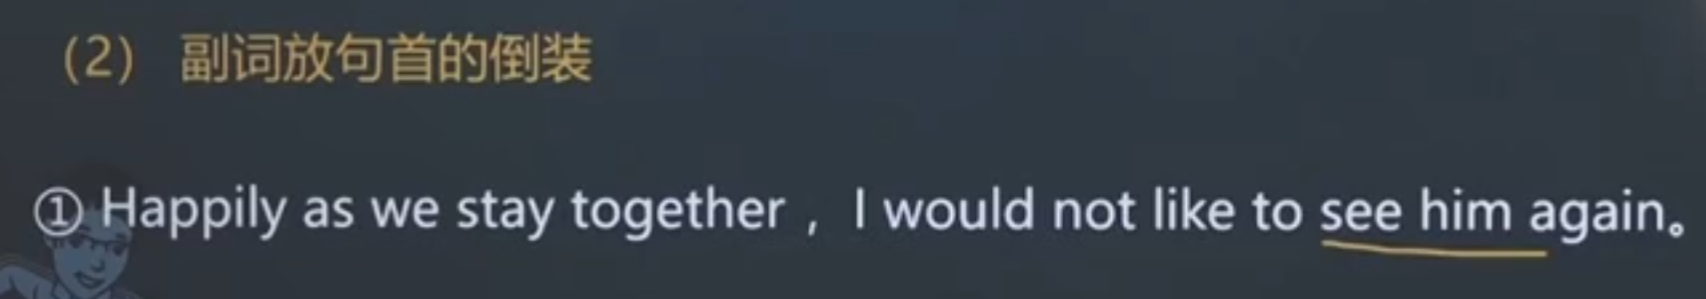 (2) 副词放句首的倒装
① Happily as we stay together, I would not like to see him again。